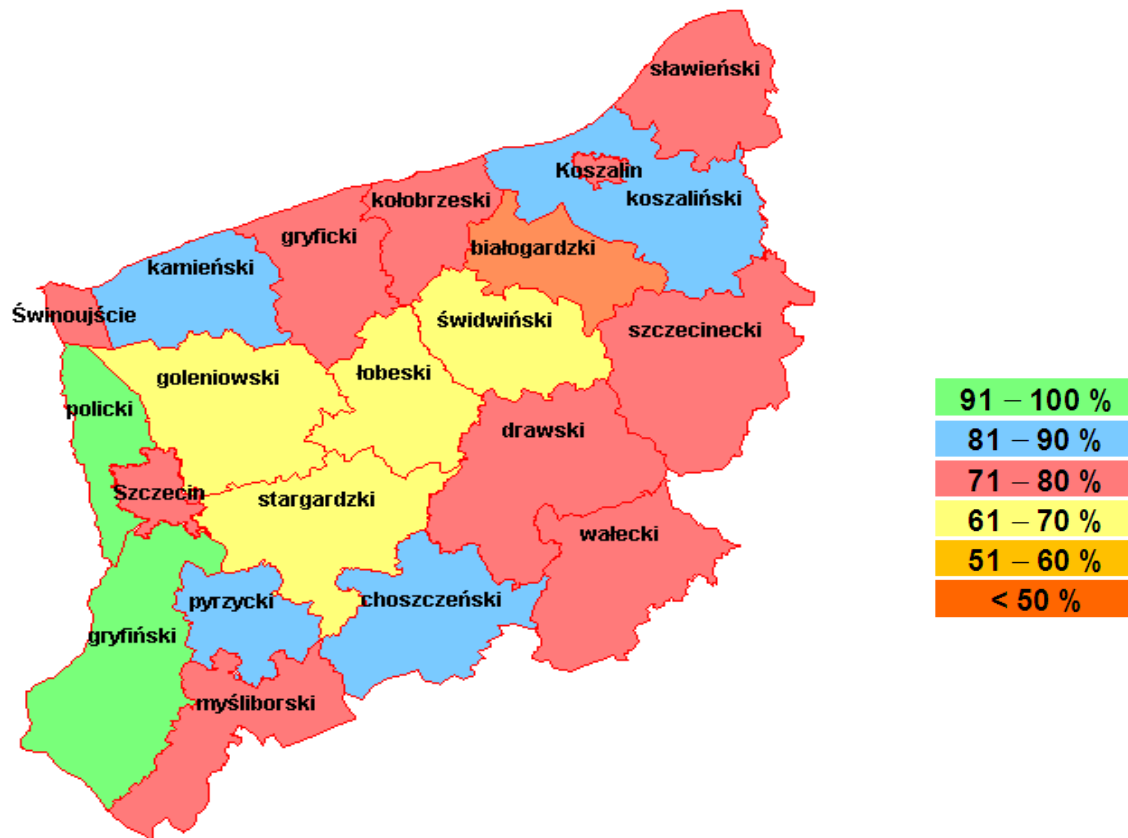 sławieński
Koszalin
koszaliński
kołobrzeski
gryficki
białogardzki
kamieński
Świnoujście
świdwiński
szczecinecki
goleniowski
łobeski
policki
drawski
Szczecin
stargardzki
wałecki
pyrzycki
choszczeński
gryfiński
myśliborski
91 – 100 %
81 – 90 %
71 – 80 %
61 – 70 %
51 – 60 %
< 50 %